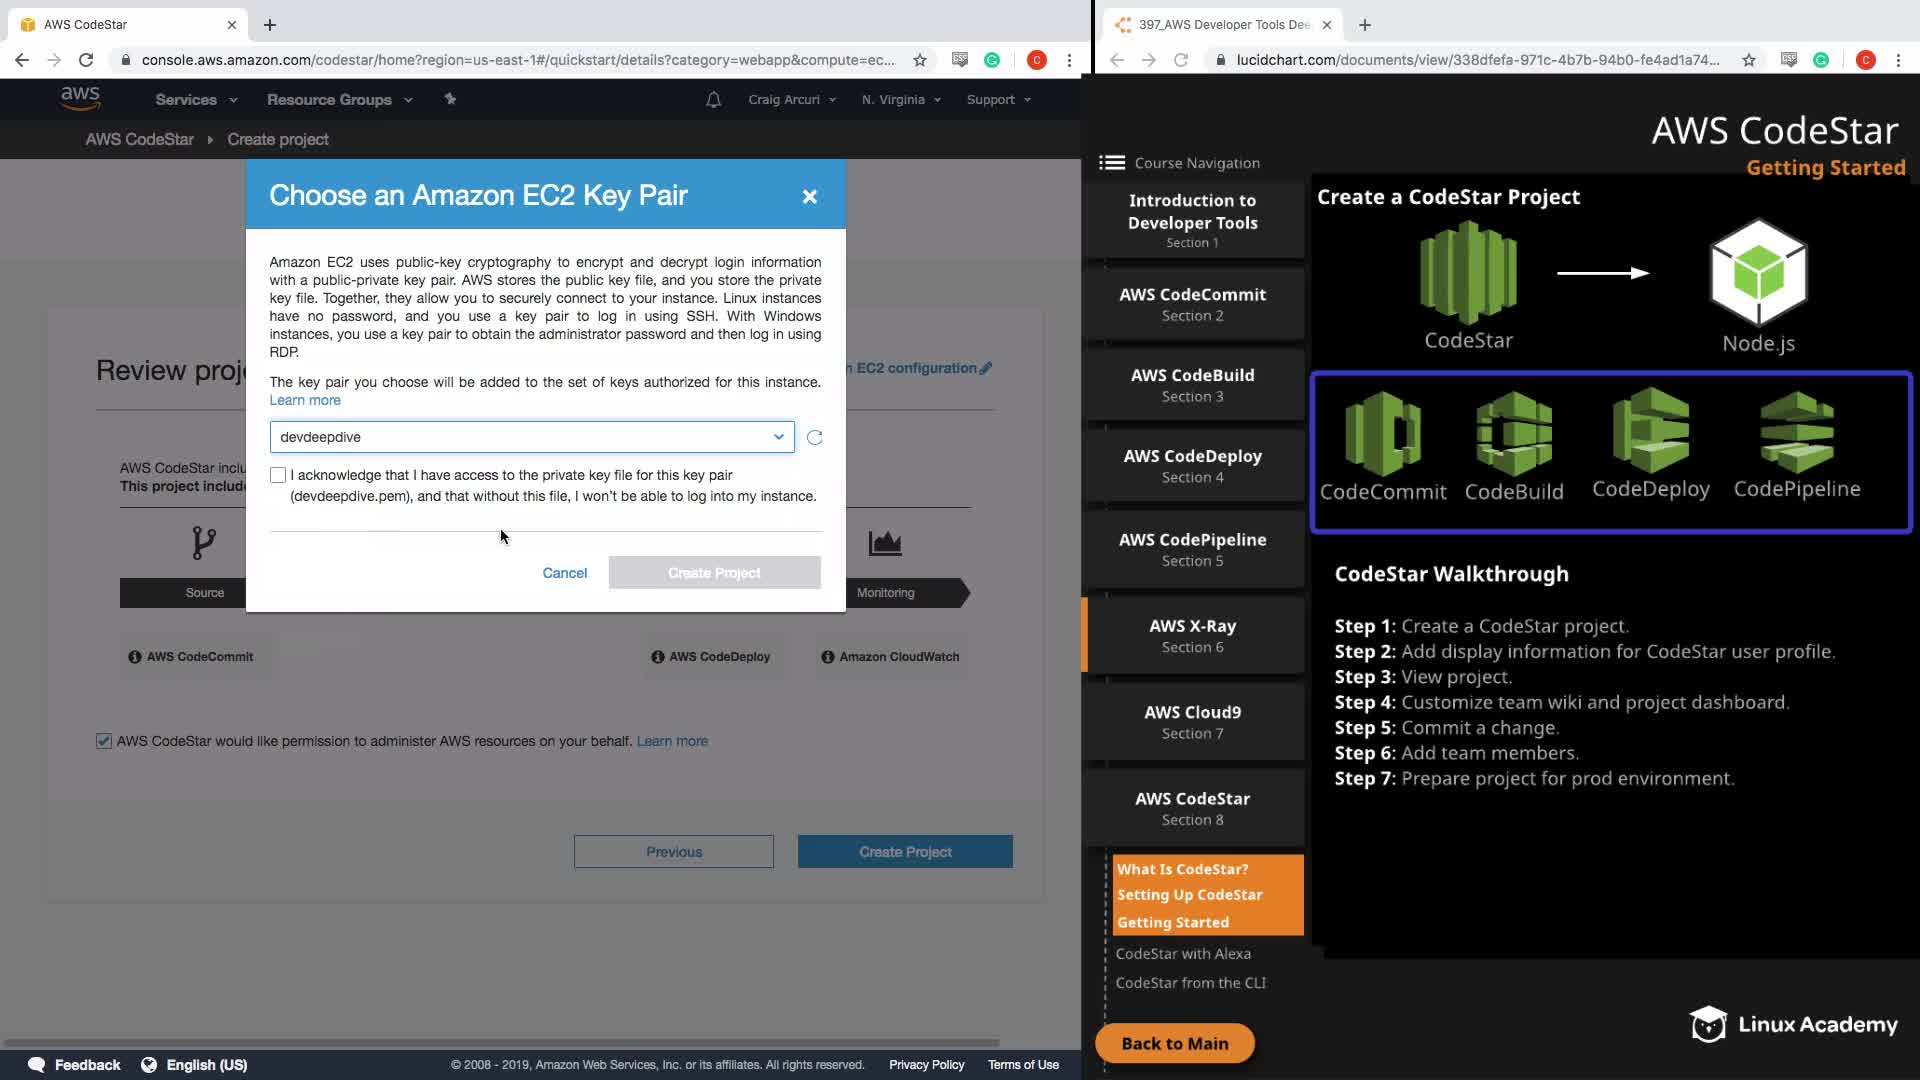 AWS CodeStar
console.aws.amazon.com/codestar/home?region=us-east-1#/quickstart/details?category=webapp&compute=ec...
C
aws
Services
Resource Groups
Craig Arcuri
N. Virginia
Support
AWS CodeStar
Create project
Choose an Amazon EC2 Key Pair
Amazon EC2 uses public-key cryptography to encrypt and decrypt login information
with a public-private key pair. AWS stores the public key file, and you store the private
key file. Together, they allow you to securely connect to your instance. Linux instances
have no password, and you use a key pair to log in using SSH. With Windows
instances, you use a key pair to obtain the administrator password and then log in using
RDP.
The key pair you choose will be added to the set of keys authorized for this instance.
Learn more
devdeepdive
I acknowledge that I have access to the private key file for this key pair
(devdeepdive.pem), and that without this file, I won't be able to log into my instance.
Cancel
Create Project
Review proj
EC2 configuration
AWS CodeStar inclu
This project include
Source
Monitoring
AWS CodeCommit
AWS CodeDeploy
Amazon CloudWatch
AWS CodeStar would like permission to administer AWS resources on your behalf. Learn more
Previous
Create Project
Feedback
English (US)
© 2008 - 2019, Amazon Web Services, Inc. or its affiliates. All rights reserved.
Privacy Policy
Terms of Use
397_AWS Developer Tools Dee
lucidchart.com/documents/view/338dfefa-971c-4b7b-94b0-fe4ad1a74...
C
AWS CodeStar
Getting Started
Course Navigation
Introduction to
Developer Tools
Section 1
AWS CodeCommit
Section 2
AWS CodeBuild
Section 3
AWS CodeDeploy
Section 4
AWS CodePipeline
Section 5
AWS X-Ray
Section 6
AWS Cloud9
Section 7
AWS CodeStar
Section 8
What Is CodeStar?
Setting Up CodeStar
Getting Started
CodeStar with Alexa
CodeStar from the CLI
Back to Main
Create a CodeStar Project
CodeStar
Node.js
CodeCommit
CodeBuild
CodeDeploy
CodePipeline
CodeStar Walkthrough
Step 1: Create a CodeStar project.
Step 2: Add display information for CodeStar user profile.
Step 3: View project.
Step 4: Customize team wiki and project dashboard.
Step 5: Commit a change.
Step 6: Add team members.
Step 7: Prepare project for prod environment.
Linux Academy